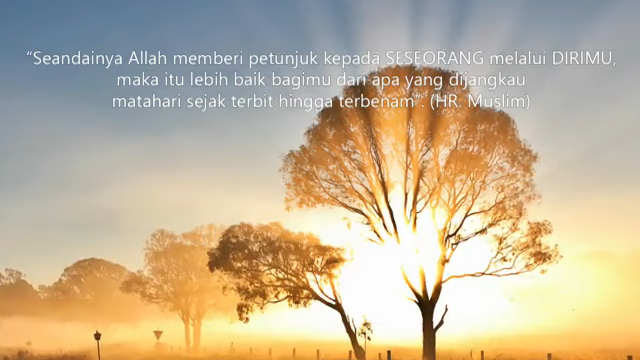 “Seandainya Allah memberi petunjuk kepada SESEORANG melalui DIRIMU,
maka itu lebih baik bagimu dari apa yang dijangkau
matahari sejak terbit hingga terbenam”. (HR. Muslim)